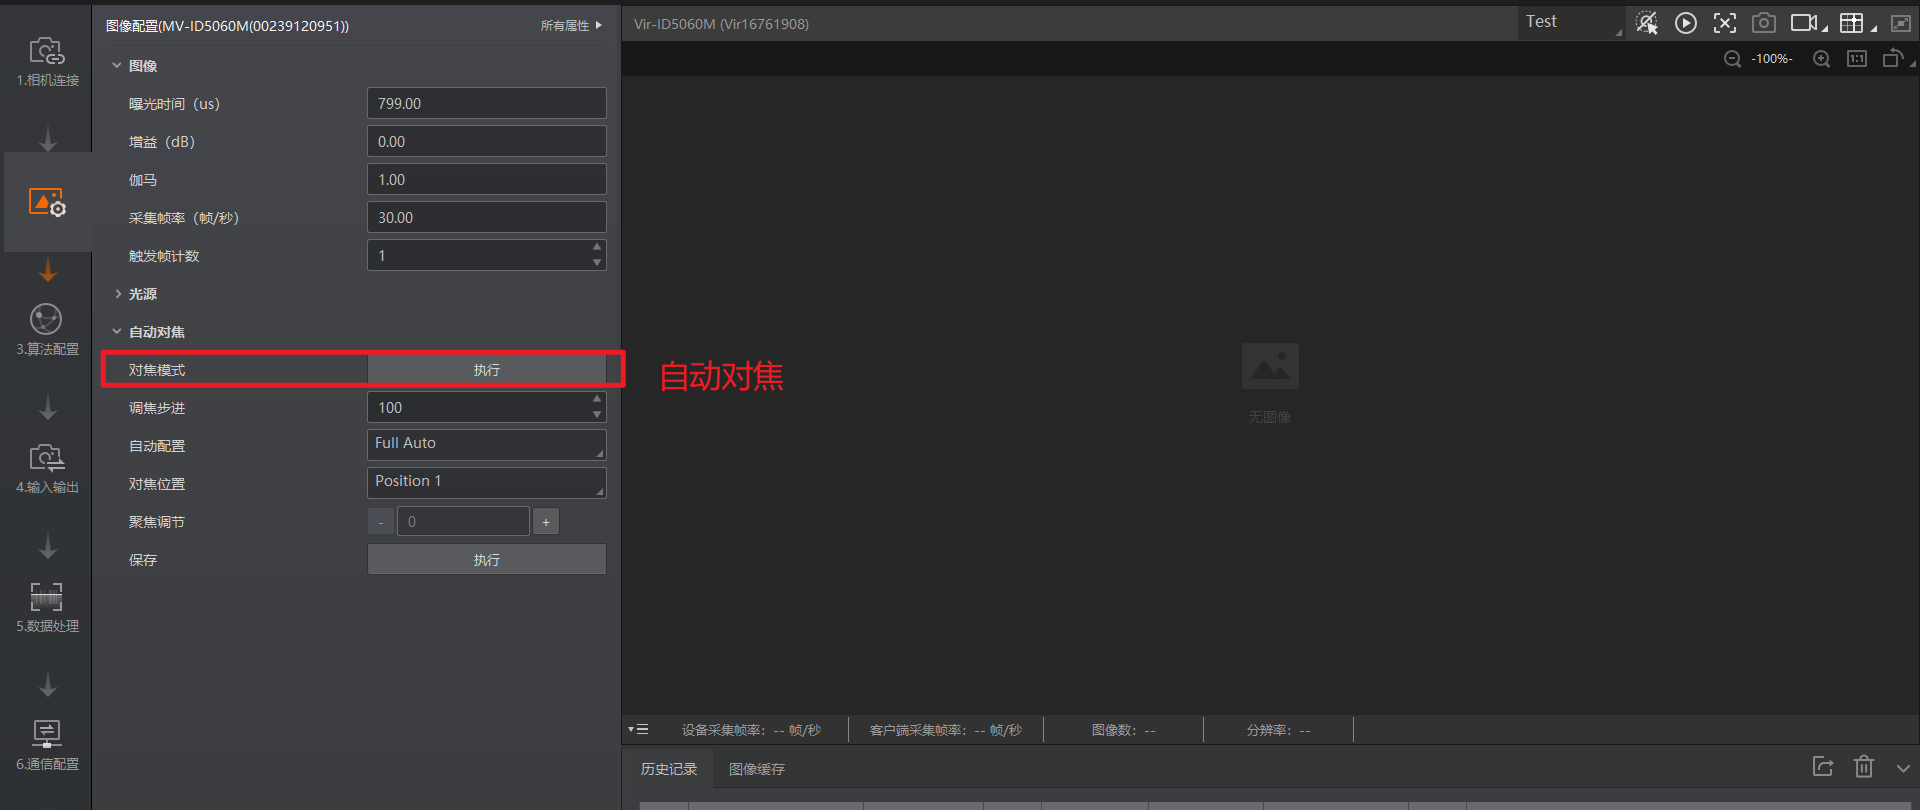 图像配置(MV-ID5060M(00239120951))
所有属性
Vir-ID5060M (Vir16761908)
Test
-100%-
1:1
1.相机连接
3.算法配置
4.输入输出
5.数据处理
6.通信配置
图像
曝光时间（us）
799.00
增益（dB）
0.00
伽马
1.00
采集帧率（帧/秒）
30.00
触发帧计数
1
光源
自动对焦
对焦模式
执行
自动对焦
调焦步进
100
自动配置
Full Auto
对焦位置
Position 1
聚焦调节
-
0
+
保存
执行
无图像
设备采集帧率：-- 帧/秒
客户端采集帧率：-- 帧/秒
图像数：--
分辨率：--
历史记录
图像缓存